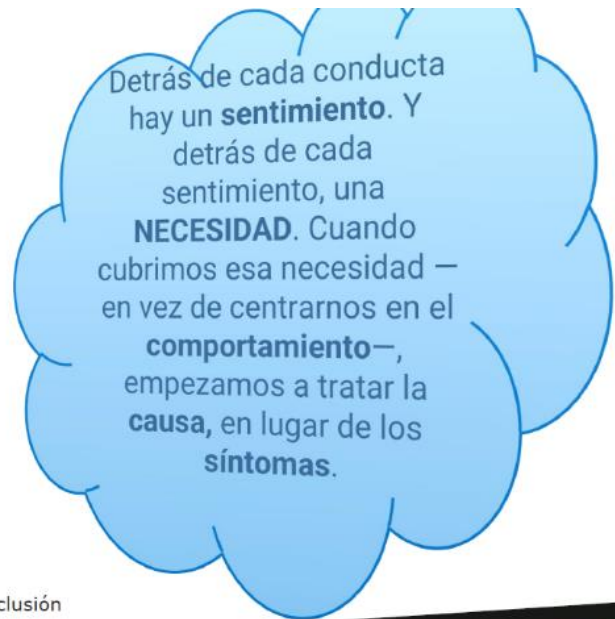 Detrás de cada conducta
hay un sentimiento. Y
detrás de cada
sentimiento, una
NECESIDAD. Cuando
cubrimos esa necesidad —
en vez de centrarnos en el
comportamiento—,
empezamos a tratar la
causa, en lugar de los
síntomas.
clusión